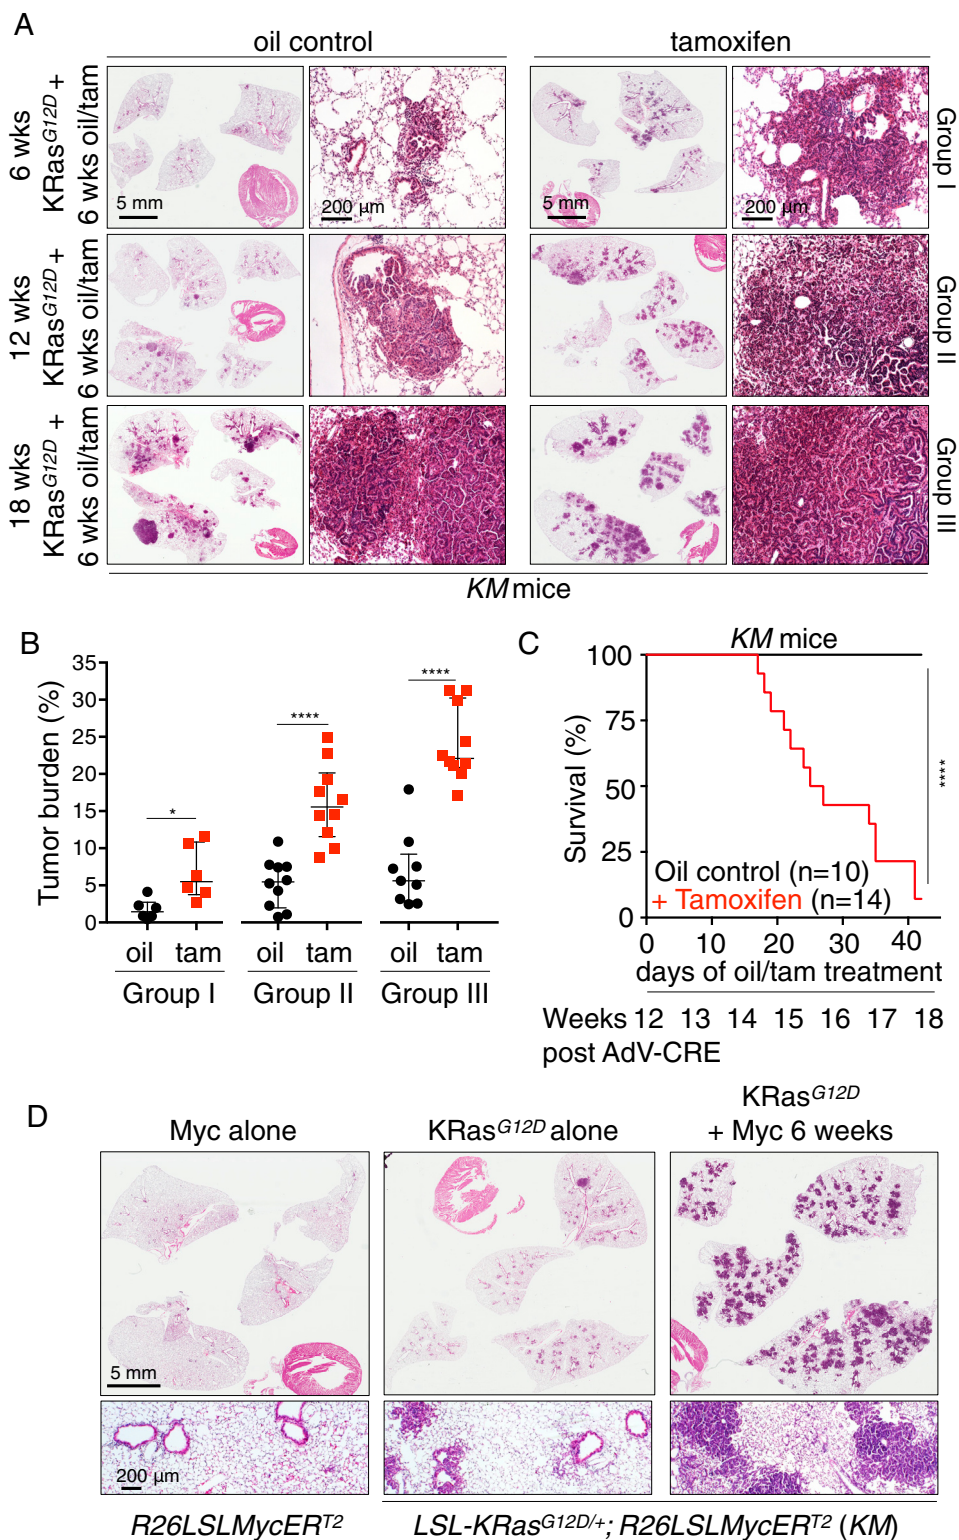 A
oil control
tamoxifen
6 wks
KRasG12D +
6 wks oil/tam
5 mm
200 µm
5 mm
200 µm
Group I
12 wks
KRasG12D +
6 wks oil/tam
Group II
18 wks
KRasG12D +
6 wks oil/tam
Group III
KM mice
B
Tumor burden (%)
35
30
25
20
15
10
5
0
*
****
****
oil tam oil tam oil tam
Group I Group II Group III
C
KM mice
Survival (%)
100
75
50
25
0
****
Oil control (n=10)
+ Tamoxifen (n=14)
0 10 20 30 40
days of oil/tam treatment
Weeks 12 13 14 15 16 17 18
post AdV-CRE
D
Myc alone
KRasG12D alone
KRasG12D
+ Myc 6 weeks
5 mm
200 µm
R26LSLMycERT2
LSL-KRasG12D/+; R26LSLMycERT2 (KM)